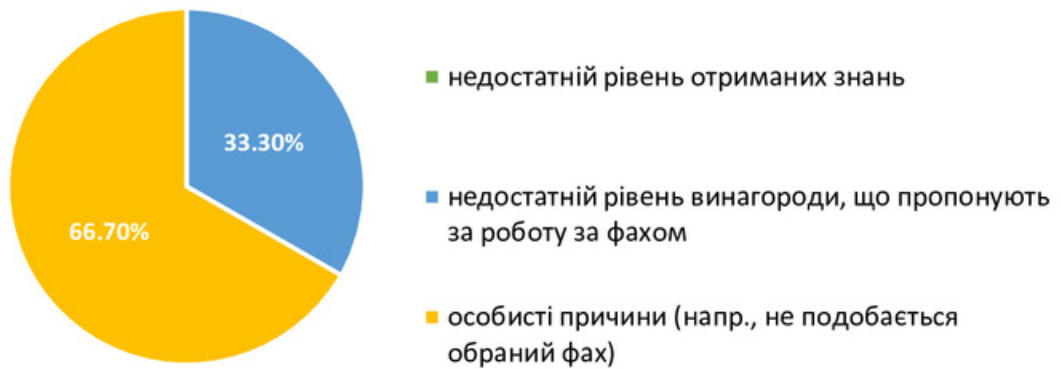 недостатній рівень отриманих знань
33.30%
недостатній рівень винагороди, що пропонують
за роботу за фахом
66.70%
особисті причини (напр., не подобається
обраний фах)